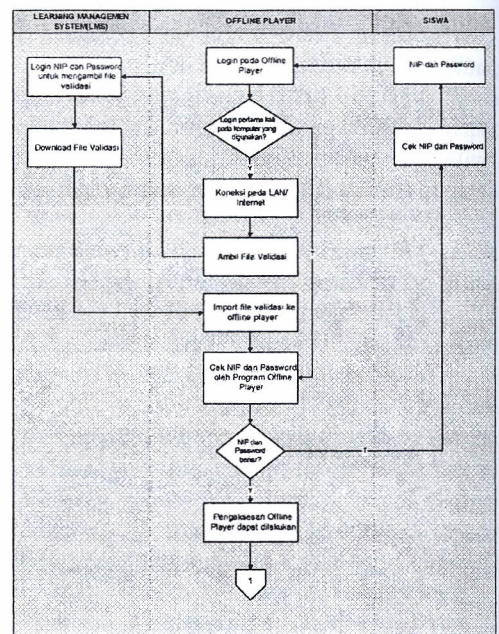 LEARNING MANAGEMEN
SYSTEM(LMS)
OFFLINE PLAYER
SISWA
Login NIP dan Password
untuk mengambil file
validasi
Login pada Offline
Player
NIP dan Password
Login pertama kali
pada komputer yang
digunakan?
Download File Validasi
Cek NIP dan Password
Y
Koneksi pada LAN/
Internet
Ambil File Validasi
Import file validasi ke
offline player
Cek NIP dan Password
oleh Program Offline
Player
NIP dan
Password
benar?
T
Y
Pengaksesan Offline
Player dapat dilakukan
1